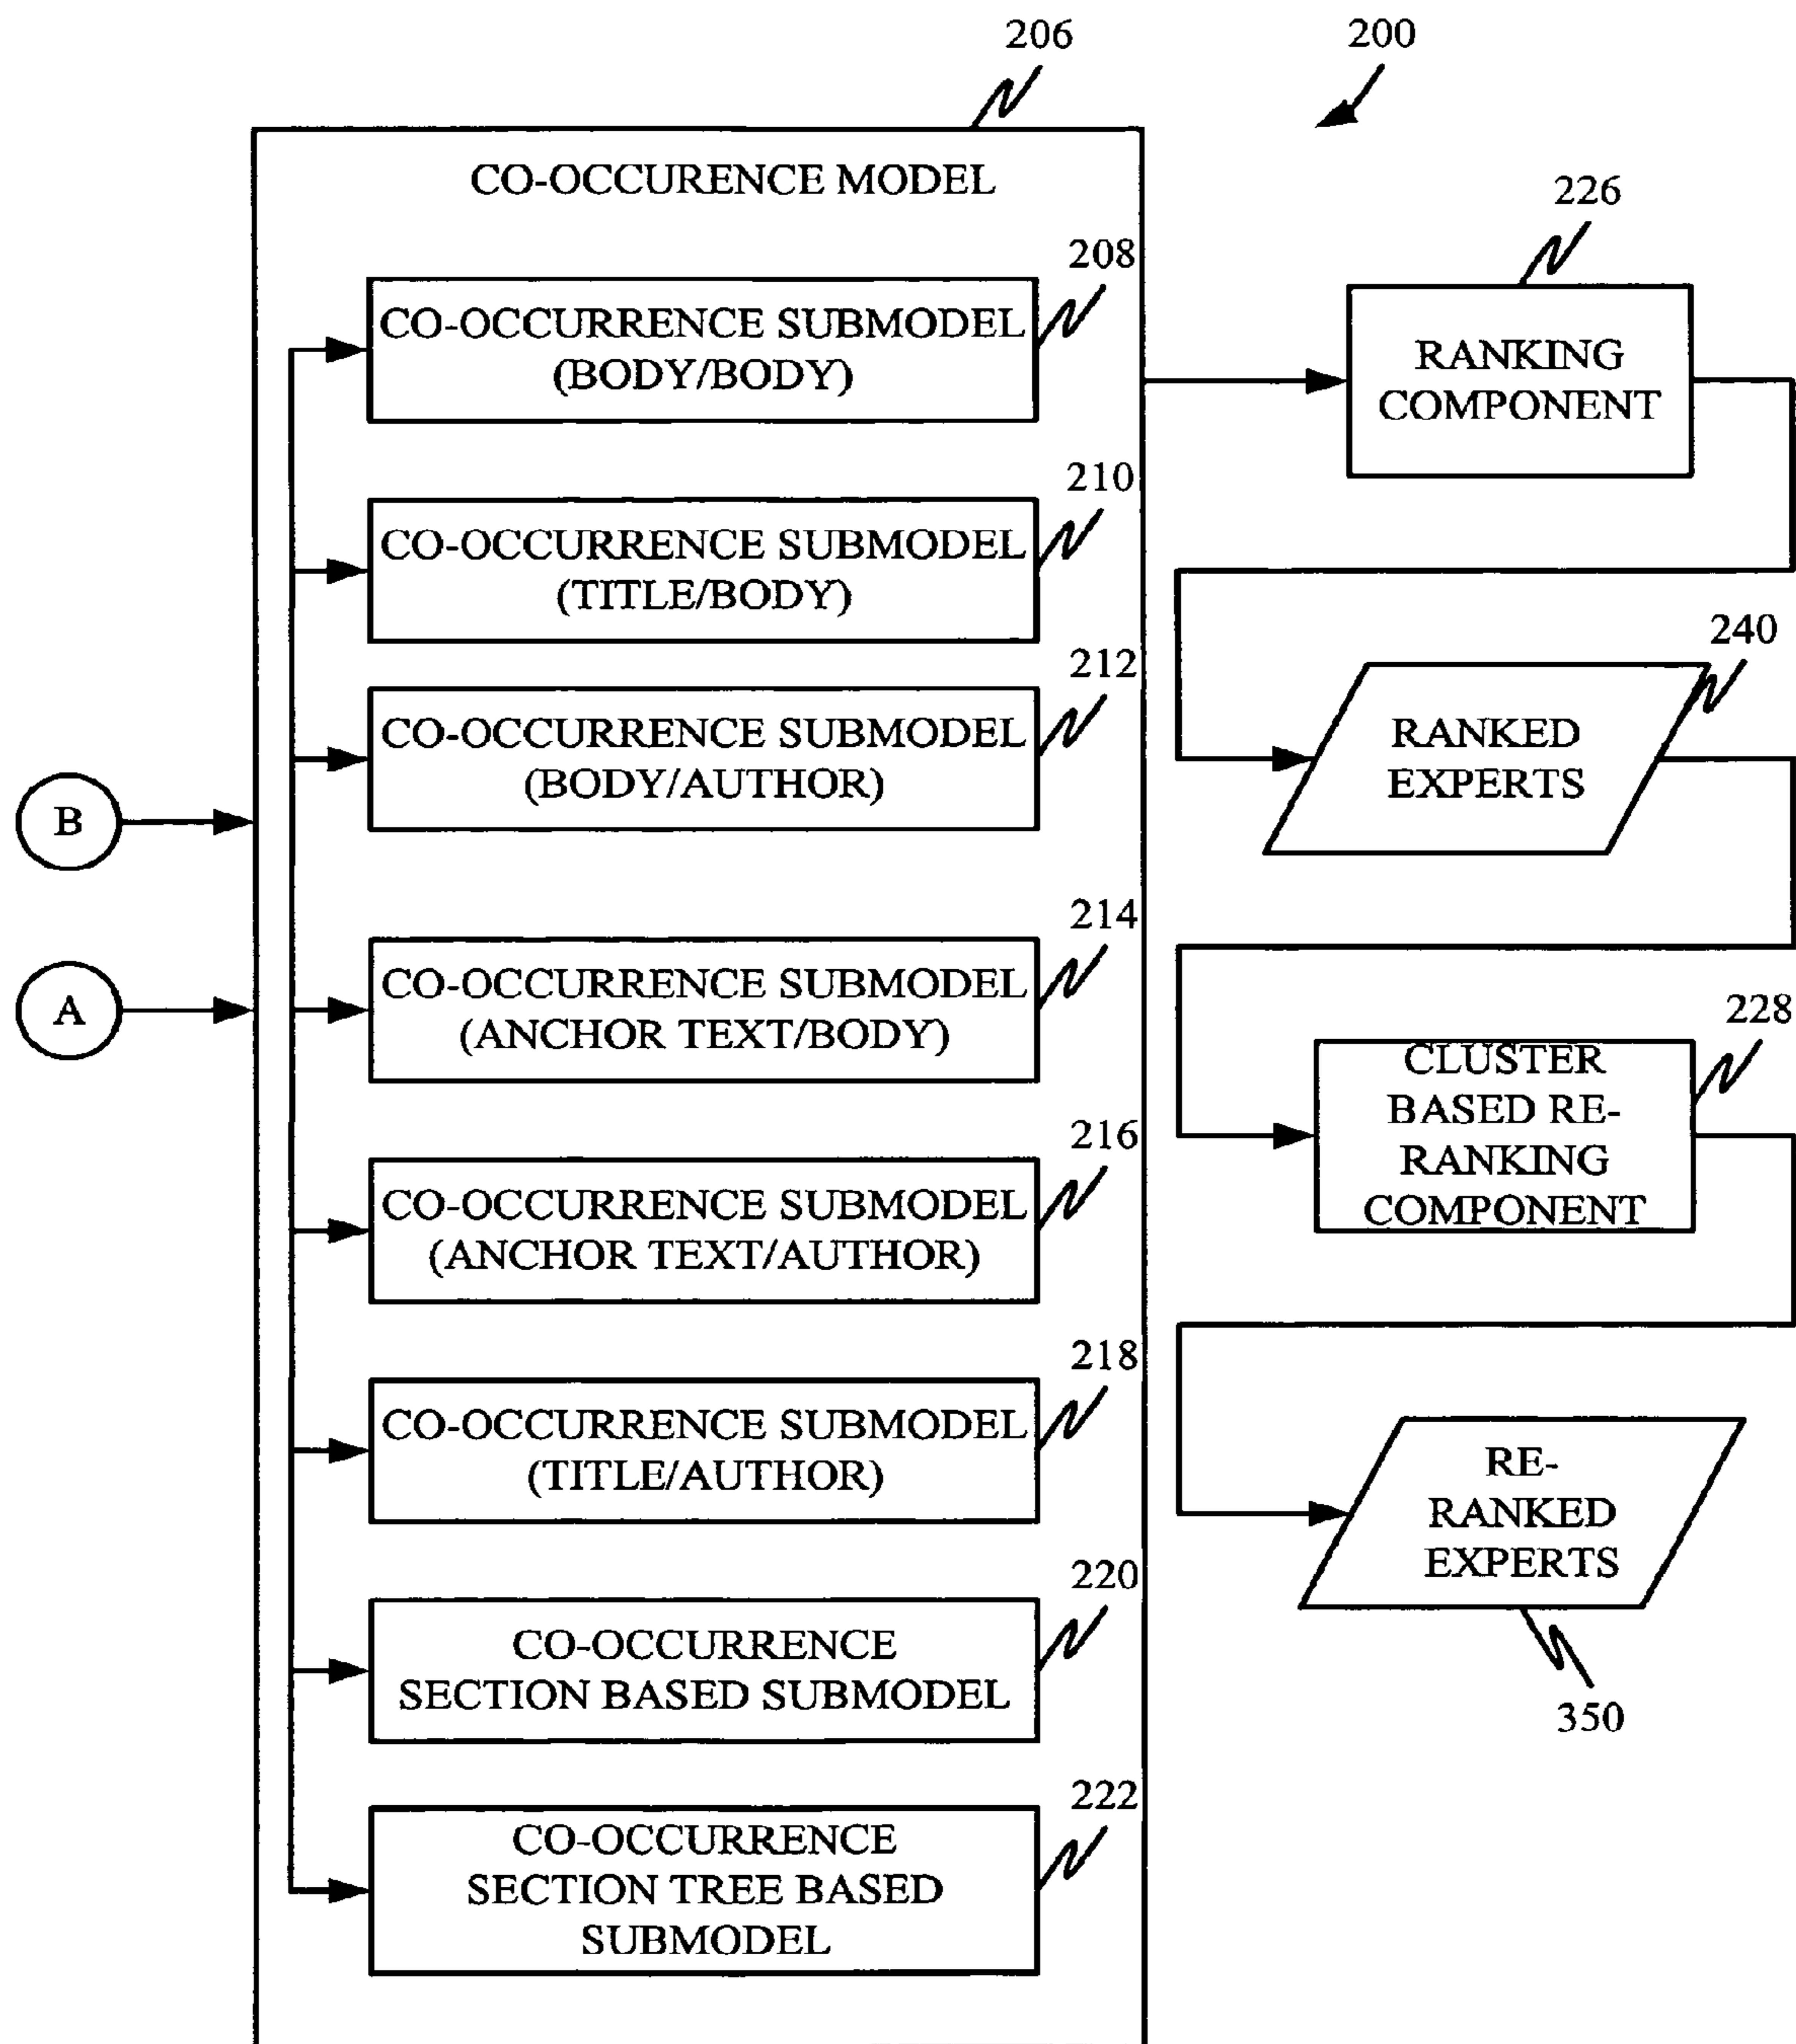 206
200
CO-OCCURENCE MODEL
226
208
CO-OCCURRENCE SUBMODEL
(BODY/BODY)
RANKING
COMPONENT
210
CO-OCCURRENCE SUBMODEL
(TITLE/BODY)
240
212
CO-OCCURRENCE SUBMODEL
(BODY/AUTHOR)
RANKED
EXPERTS
B
214
CO-OCCURRENCE SUBMODEL
(ANCHOR TEXT/BODY)
A
228
CLUSTER
BASED RE-
RANKING
COMPONENT
216
CO-OCCURRENCE SUBMODEL
(ANCHOR TEXT/AUTHOR)
218
CO-OCCURRENCE SUBMODEL
(TITLE/AUTHOR)
RE-
RANKED
EXPERTS
350
220
CO-OCCURRENCE
SECTION BASED SUBMODEL
222
CO-OCCURRENCE
SECTION TREE BASED
SUBMODEL